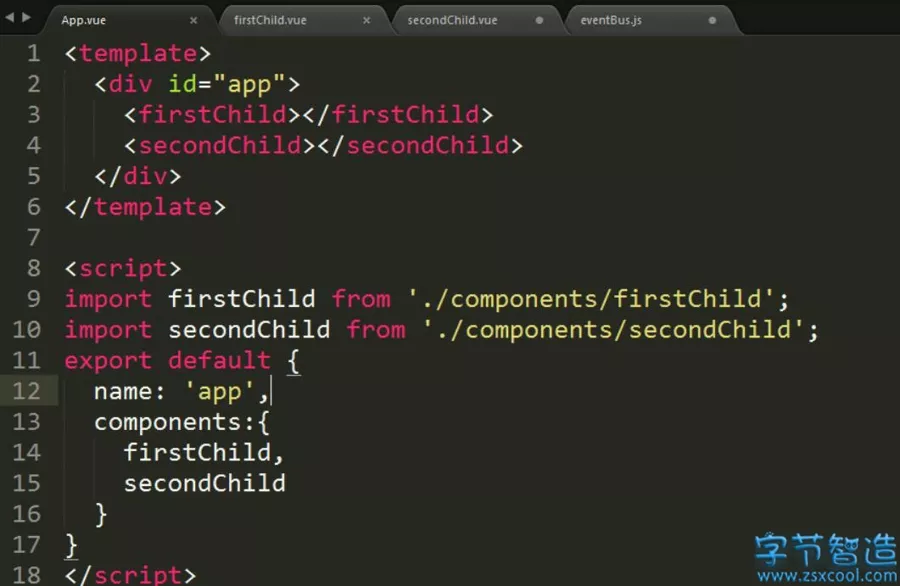 App.vue × firstChild.vue × secondChild.vue eventBus.js
1 <template>
2 <div id="app">
3 <firstChild></firstChild>
4 <secondChild></secondChild>
5 </div>
6 </template>
7
8 <script>
9 import firstChild from './components/firstChild';
10 import secondChild from './components/secondChild';
11 export default {
12 name: 'app',
13 components:{
14 firstChild,
15 secondChild
16 }
17 }
18 </script>
字节智造
www.zsxcool.com